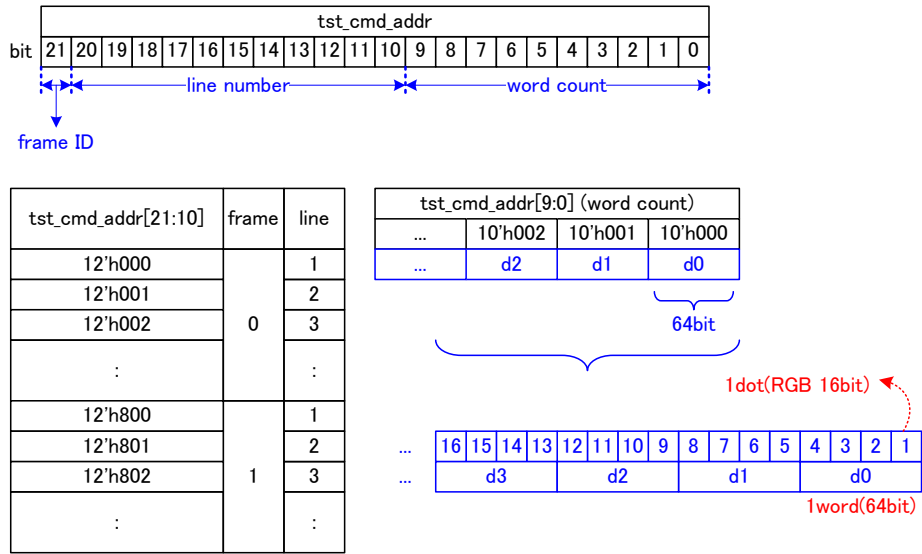 tst_cmd_addr
bit 21 20 19 18 17 16 15 14 13 12 11 10 9 8 7 6 5 4 3 2 1 0
line number word count
frame ID
tst_cmd_addr[21:10] frame line
12'h000 1
12'h001 2
12'h002 0 3
: :
12'h800 1
12'h801 2
12'h802 1 3
: :
tst_cmd_addr[9:0] (word count)
... 10'h002 10'h001 10'h000
... d2 d1 d0
64bit
1dot(RGB 16bit)
... 16 15 14 13 12 11 10 9 8 7 6 5 4 3 2 1
... d3 d2 d1 d0
1word(64bit)